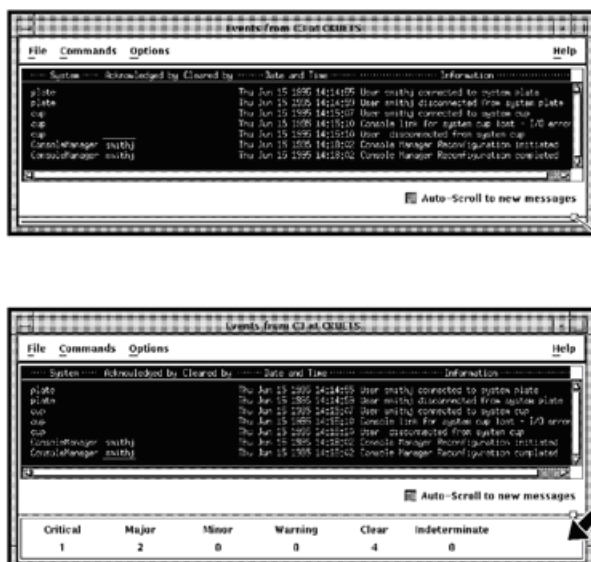 Events from C3 at CKULTS
File Commands Options Help
System Acknowledged by Cleared by Date and Time Information
plate Thu Jun 15 1995 14:14:55 User smithj connected to system plate
plate Thu Jun 15 1995 14:14:59 User smithj disconnected from system plate
cup Thu Jun 15 1995 14:15:07 User smithj connected to system cup
cup Thu Jun 15 1995 14:15:10 Console link for system cup lost - I/O error
cup Thu Jun 15 1995 14:15:10 User disconnected from system cup
ConsoleManager smithj Thu Jun 15 1995 14:18:02 Console Manager Reconfiguration initiated
ConsoleManager smithj Thu Jun 15 1995 14:18:02 Console Manager Reconfiguration completed
Auto-Scroll to new messages
Events from C3 at CKULTS
File Commands Options Help
System Acknowledged by Cleared by Date and Time Information
plate Thu Jun 15 1995 14:14:55 User smithj connected to system plate
plate Thu Jun 15 1995 14:14:59 User smithj disconnected from system plate
cup Thu Jun 15 1995 14:15:07 User smithj connected to system cup
cup Thu Jun 15 1995 14:15:10 Console link for system cup lost - I/O error
cup Thu Jun 15 1995 14:15:10 User disconnected from system cup
ConsoleManager smithj Thu Jun 15 1995 14:18:02 Console Manager Reconfiguration initiated
ConsoleManager smithj Thu Jun 15 1995 14:18:02 Console Manager Reconfiguration completed
Auto-Scroll to new messages
Critical Major Minor Warning Clear Indeterminate
1 2 0 0 4 0